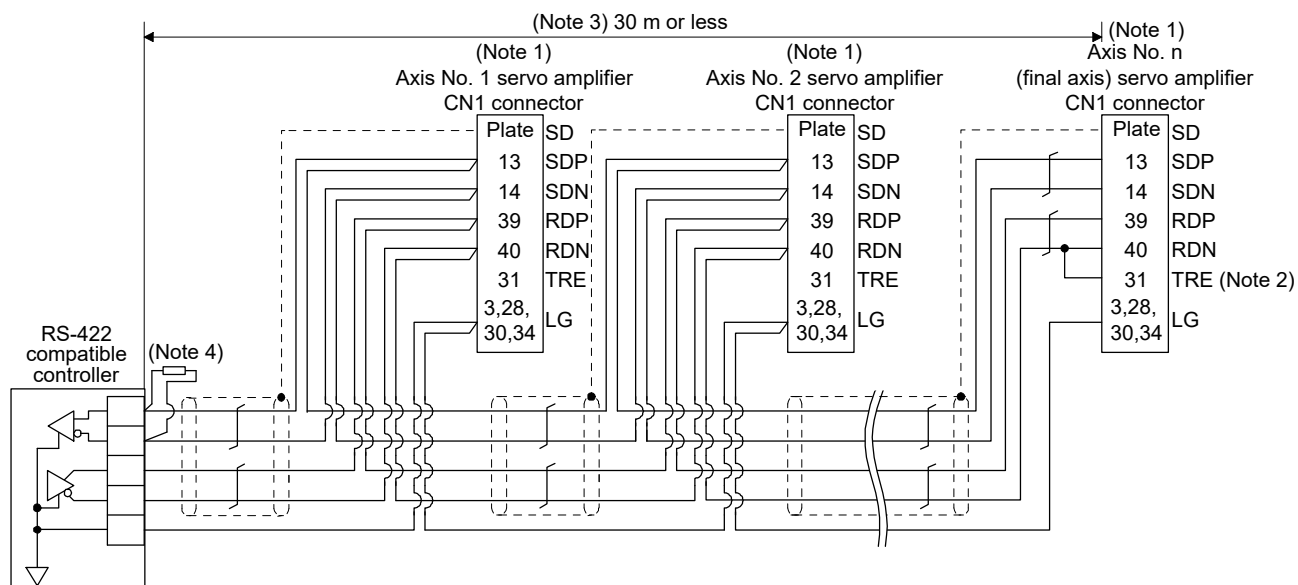 (Note 3) 30 m or less
(Note 1)
Axis No. 1 servo amplifier
CN1 connector
Plate SD
13 SDP
14 SDN
39 RDP
40 RDN
31 TRE
3,28,
30,34 LG
(Note 1)
Axis No. 2 servo amplifier
CN1 connector
Plate SD
13 SDP
14 SDN
39 RDP
40 RDN
31 TRE
3,28,
30,34 LG
(Note 1)
Axis No. n
(final axis) servo amplifier
CN1 connector
Plate SD
13 SDP
14 SDN
39 RDP
40 RDN
31 TRE (Note 2)
3,28,
30,34 LG
RS-422
compatible
controller
(Note 4)